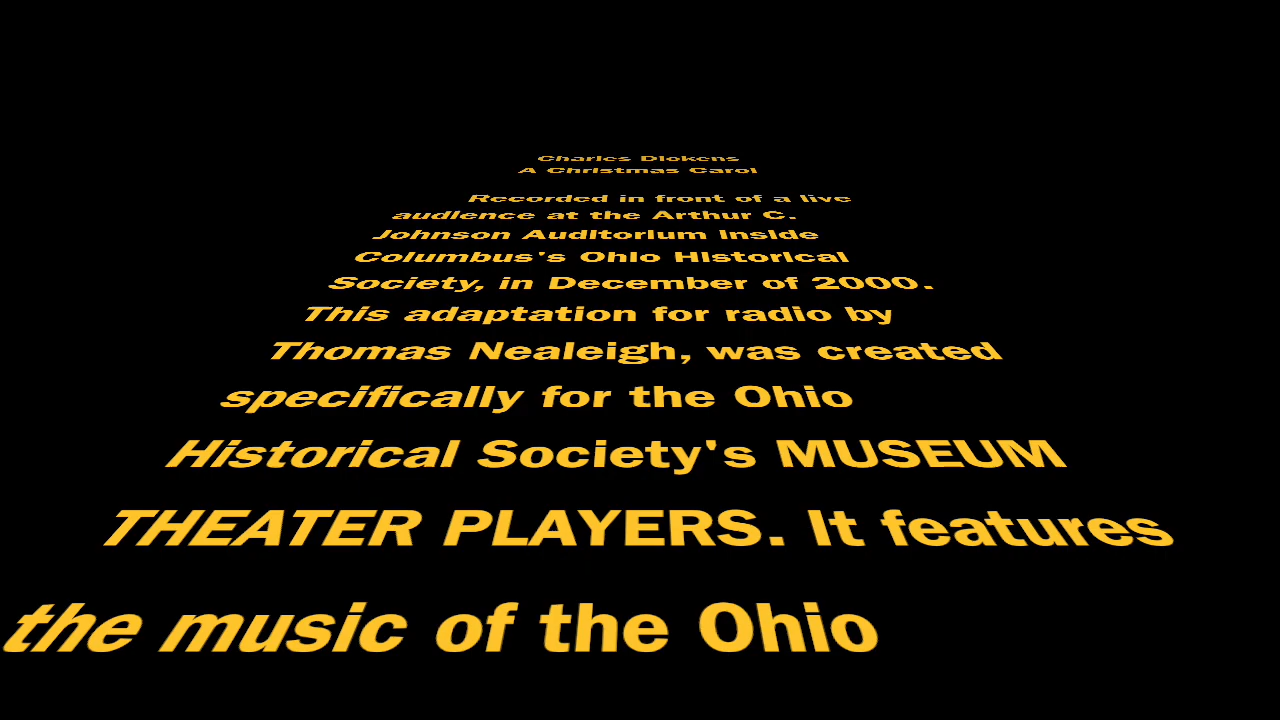 Charles Dickens
A Christmas Carol
Recorded in front of a live
audience at the Arthur C.
Johnson Auditorium inside
Columbus's Ohio Historical
Society, in December of 2000.
This adaptation for radio by
Thomas Nealeigh, was created
specifically for the Ohio
Historical Society's MUSEUM
THEATER PLAYERS. It features
the music of the Ohio